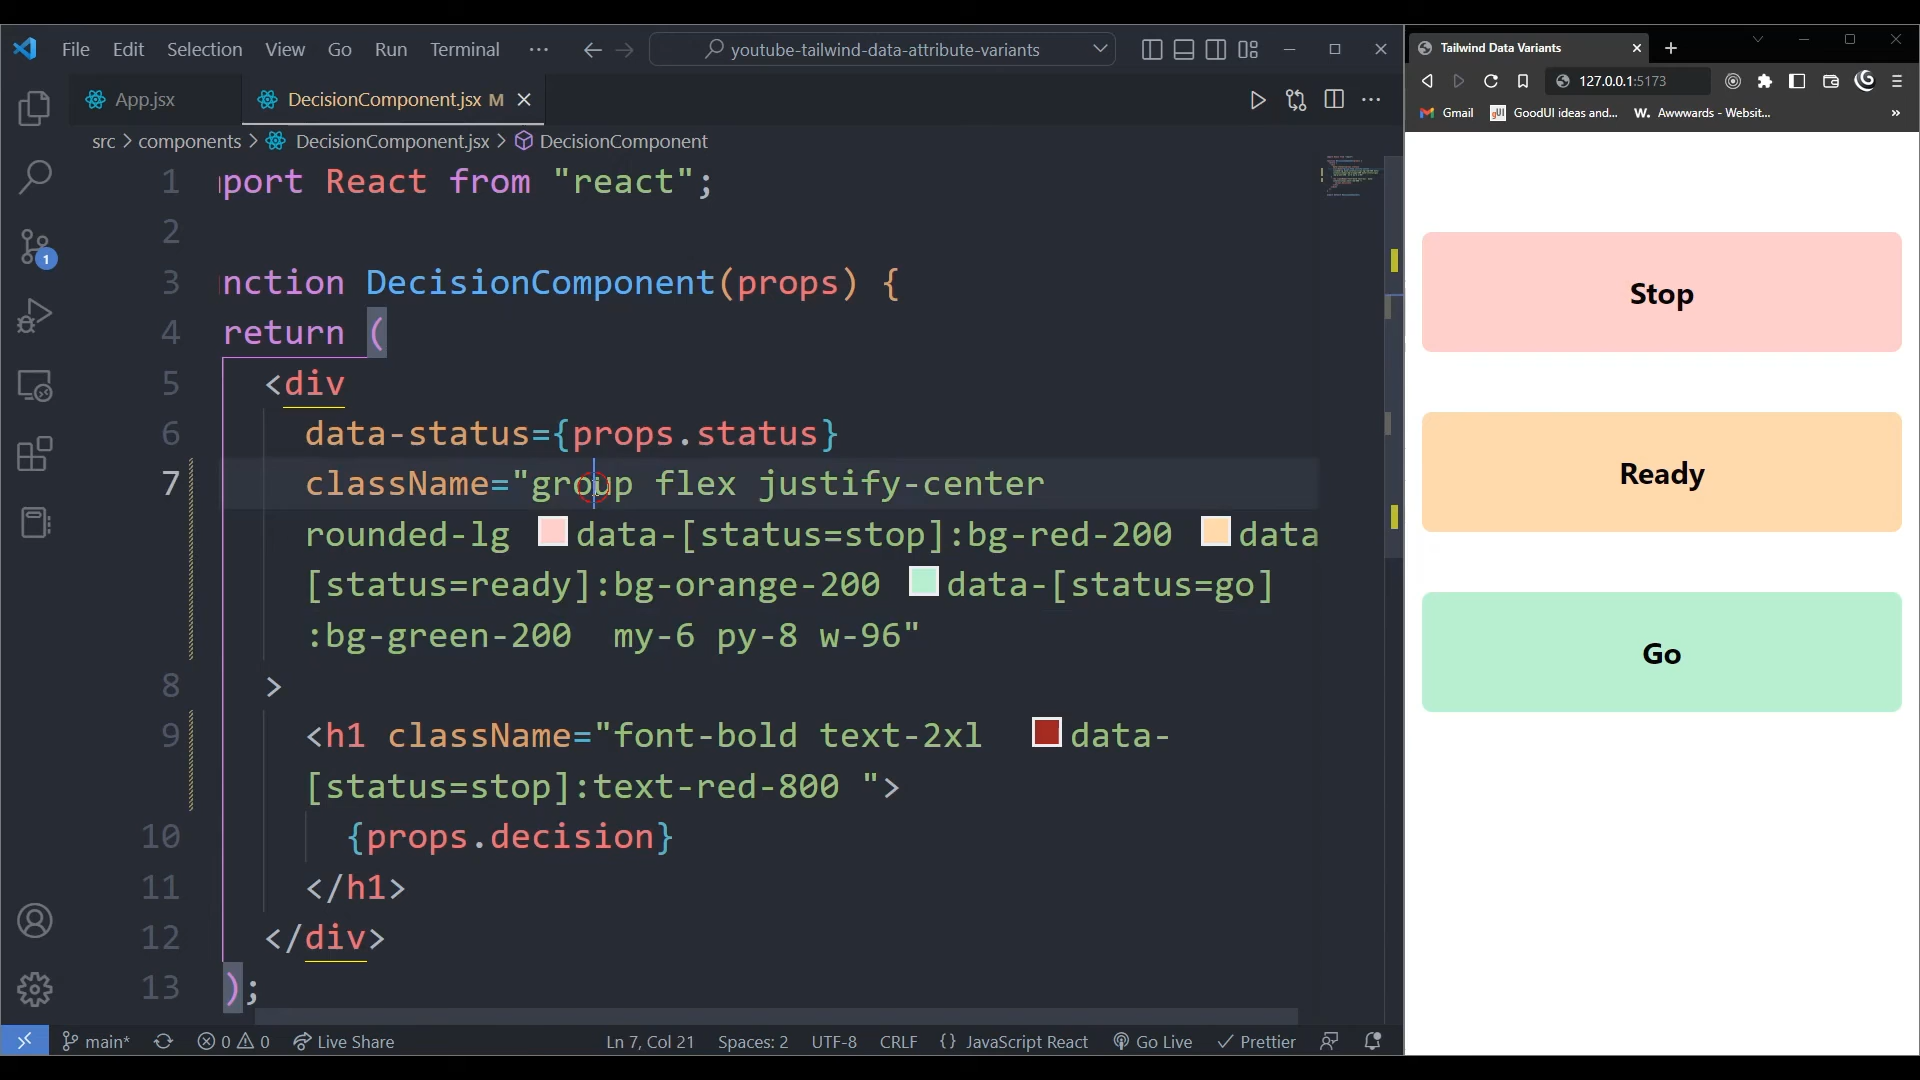 File Edit Selection View Go Run Terminal ···
youtube-tailwind-data-attribute-variants
App.jsx
DecisionComponent.jsx M
src > components > DecisionComponent.jsx > DecisionComponent
1 port React from "react";
2
3 nction DecisionComponent(props) {
4 return (
5 <div
6 data-status={props.status}
7 className="group flex justify-center
rounded-lg data-[status=stop]:bg-red-200 data
[status=ready]:bg-orange-200 data-[status=go]
:bg-green-200 my-6 py-8 w-96"
8 >
9 <h1 className="font-bold text-2xl data-
[status=stop]:text-red-800 ">
10 {props.decision}
11 </h1>
12 </div>
13 );
1
main* 0 0 Live Share Ln 7, Col 21 Spaces: 2 UTF-8 CRLF {} JavaScript React Go Live Prettier
Tailwind Data Variants
127.0.0.1:5173
Gmail gUI GoodUI ideas and... W. Awwwards - Websit... »
Stop
Ready
Go